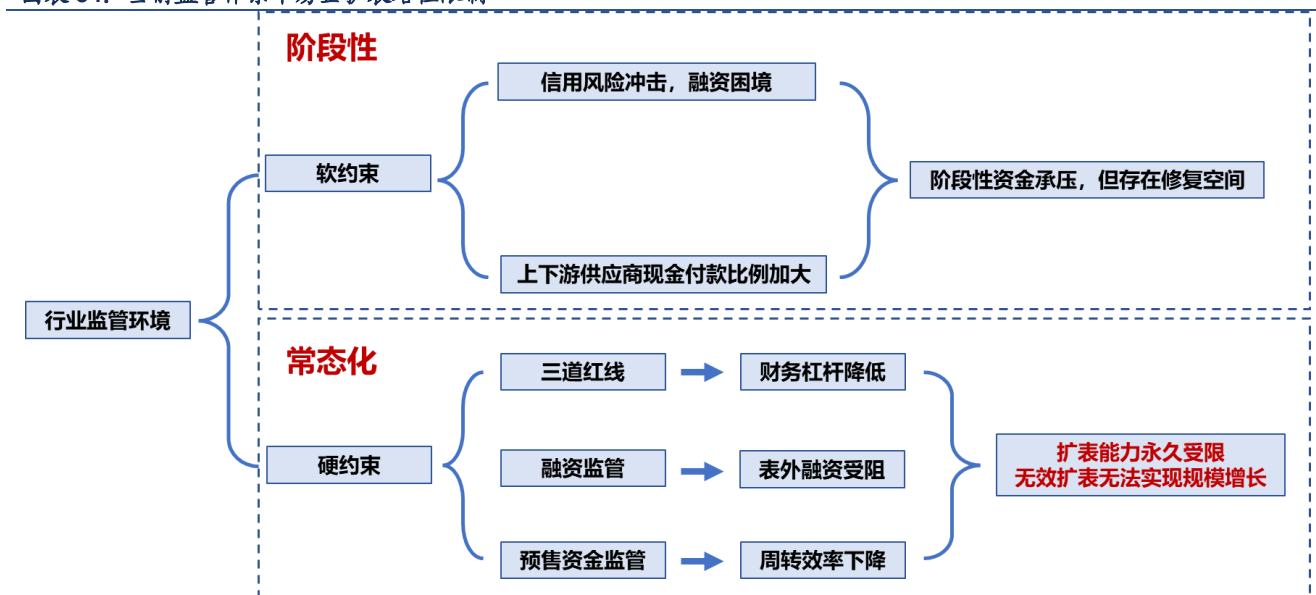 阶段性
信用风险冲击，融资困境
软约束
阶段性资金承压，但存在修复空间
上下游供应商现金付款比例加大
行业监管环境
常态化
三道红线
财务杠杆降低
硬约束
融资监管
表外融资受阻
扩表能力永久受限
无效扩表无法实现规模增长
预售资金监管
周转效率下降